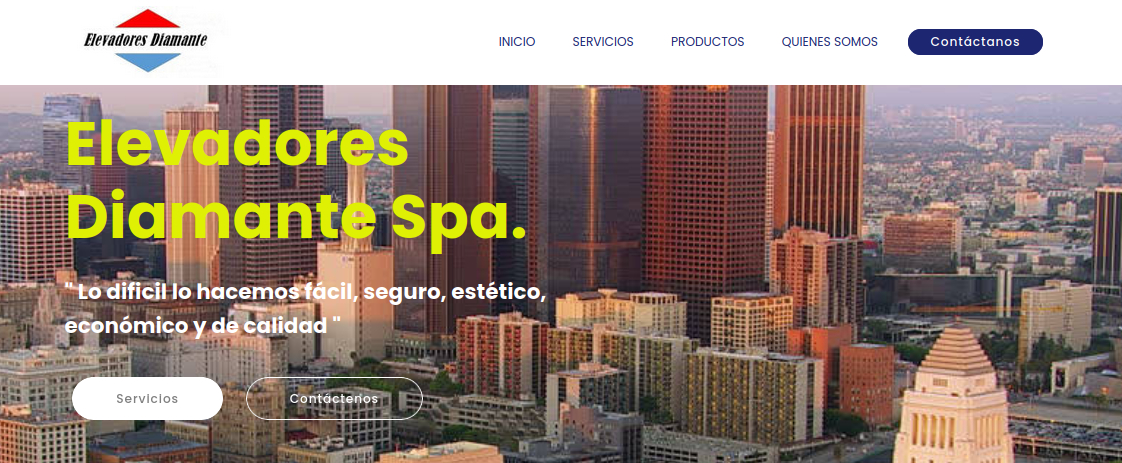 Elevadores Diamante
INICIO
SERVICIOS
PRODUCTOS
QUIENES SOMOS
Contáctanos
Elevadores
Diamante Spa.
" Lo dificil lo hacemos fácil, seguro, estético,
económico y de calidad "
Servicios
Contáctenos